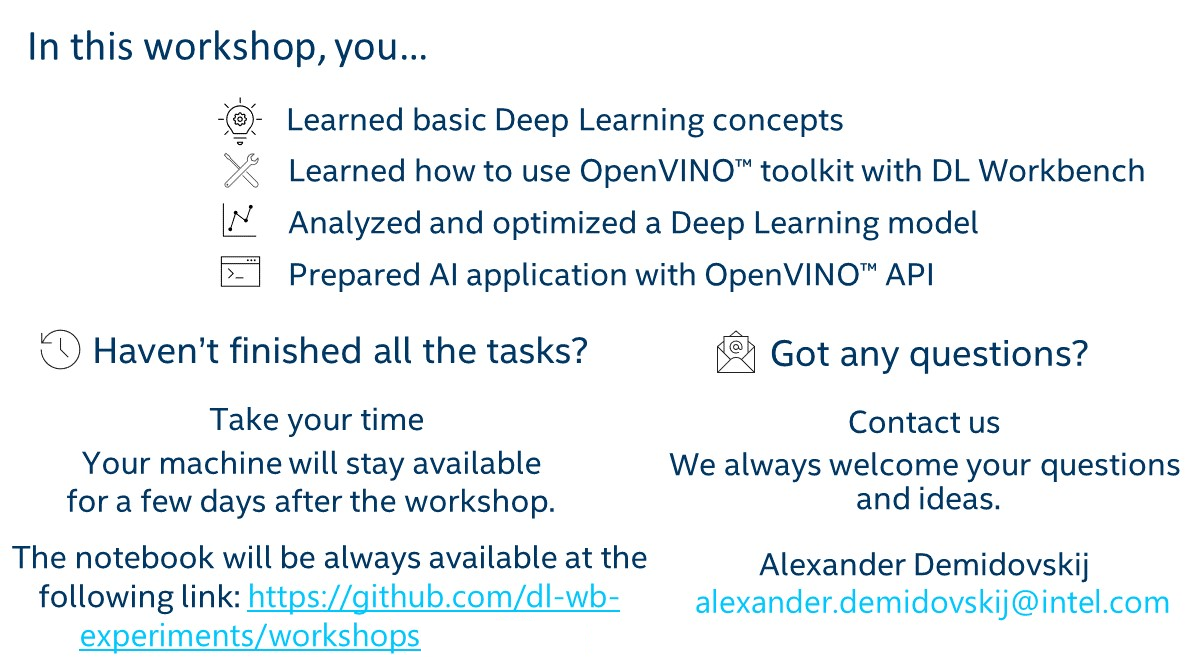 In this workshop, you...
Learned basic Deep Learning concepts
Learned how to use OpenVINO™ toolkit with DL Workbench
Analyzed and optimized a Deep Learning model
Prepared AI application with OpenVINO™ API
Haven't finished all the tasks?
Take your time
Your machine will stay available
for a few days after the workshop.
The notebook will be always available at the
following link: https://github.com/dl-wb-
experiments/workshops
Got any questions?
Contact us
We always welcome your questions
and ideas.
Alexander Demidovskij
alexander.demidovskij@intel.com